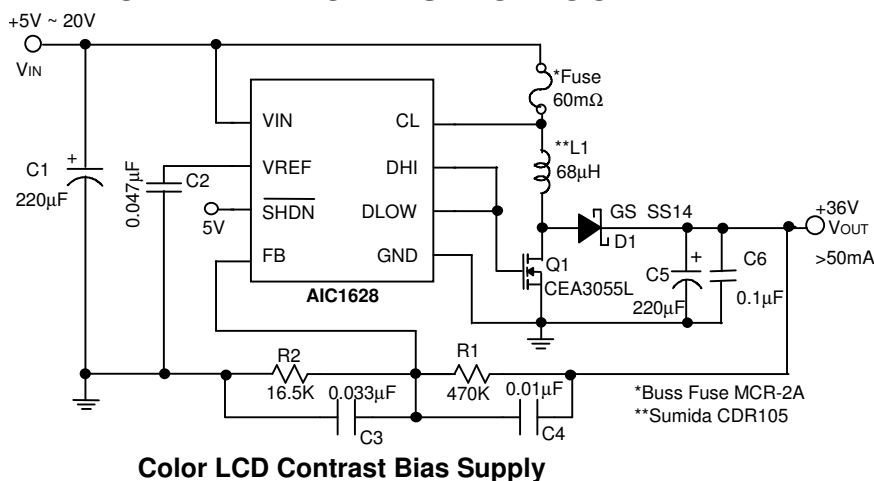 +5V ~ 20V
VIN
*Fuse
60mΩ
VIN
CL
**L1
68µH
C1
+
220µF
0.047µF
C2
VREF
DHI
SHDN
5V
DLOW
GS SS14
D1
+36V
VOUT
>50mA
FB
GND
Q1
CEA3055L
C5
+
220µF
C6
0.1µF
AIC1628
R2
16.5K
0.033µF
C3
R1
470K
0.01µF
C4
*Buss Fuse MCR-2A
**Sumida CDR105
Color LCD Contrast Bias Supply